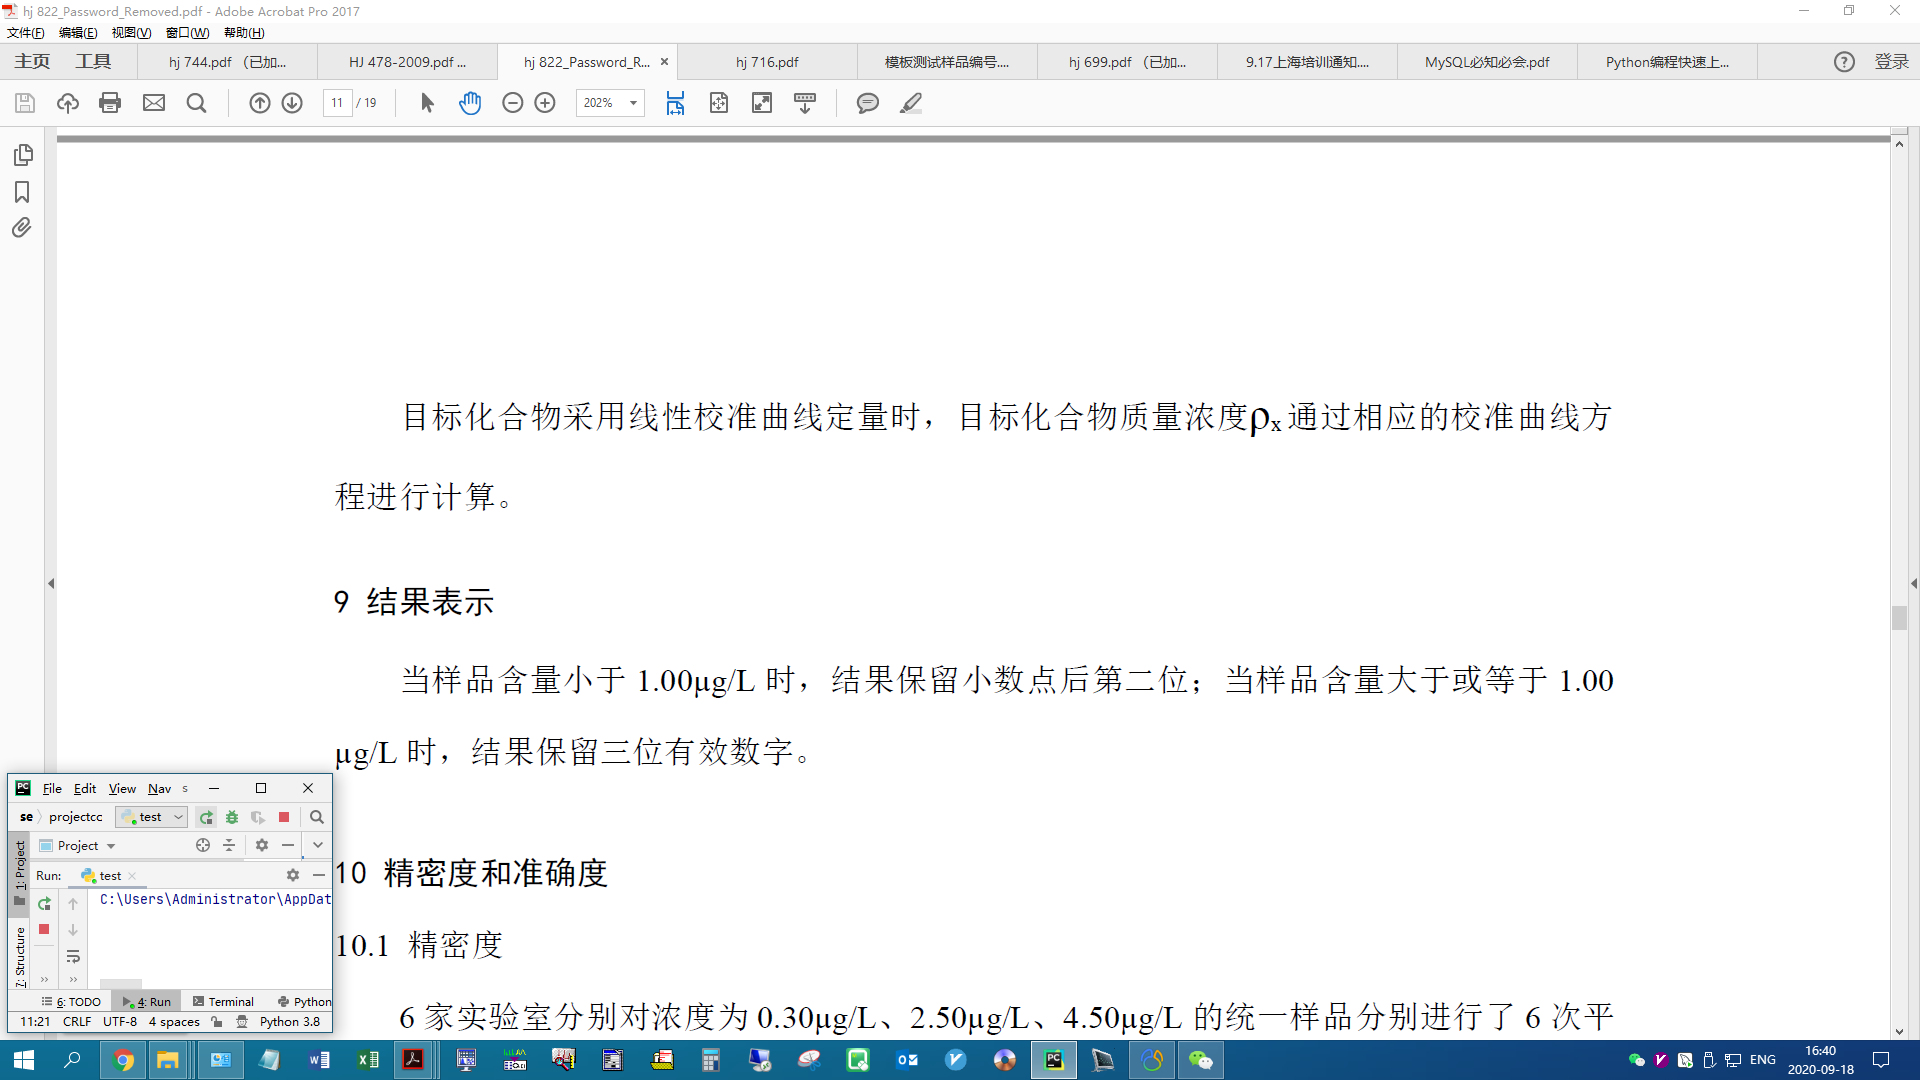 hj 822_Password_Removed.pdf - Adobe Acrobat Pro 2017
文件(F) 编辑(E) 视图(V) 窗口(W) 帮助(H)
主页 工具 hj 744.pdf （已加... HJ 478-2009.pdf ... hj 822_Password_R... × hj 716.pdf 模板测试样品编号.... hj 699.pdf （已加... 9.17上海培训通知.... MySQL必知必会.pdf Python编程快速上... 登录
11 / 19 202%
目标化合物采用线性校准曲线定量时，目标化合物质量浓度ρx通过相应的校准曲线方
程进行计算。
9 结果表示
当样品含量小于 1.00μg/L 时，结果保留小数点后第二位；当样品含量大于或等于 1.00
μg/L 时，结果保留三位有效数字。
10 精密度和准确度
10.1 精密度
6 家实验室分别对浓度为 0.30μg/L、2.50μg/L、4.50μg/L 的统一样品分别进行了 6 次平
File Edit View Nav s
se projectcc test
Project
1: Project
Run: test
C:\Users\Administrator\AppDat
7: Structure
6: TODO 4: Run Terminal Python
11:21 CRLF UTF-8 4 spaces Python 3.8
ENG 16:40
2020-09-18